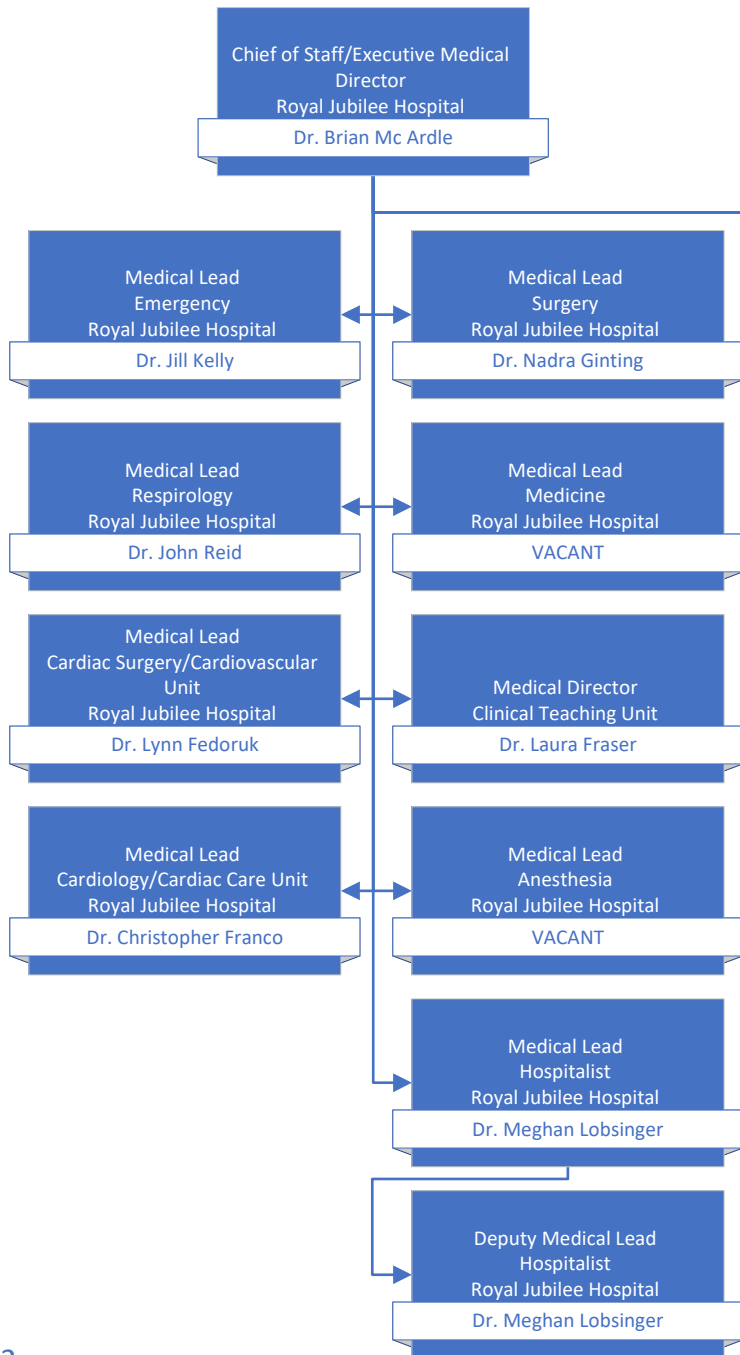 Chief of Staff/Executive Medical
Director
Royal Jubilee Hospital
Dr. Brian Mc Ardle
Medical Lead
Emergency
Royal Jubilee Hospital
Dr. Jill Kelly
Medical Lead
Surgery
Royal Jubilee Hospital
Dr. Nadra Ginting
Medical Lead
Respirology
Royal Jubilee Hospital
Dr. John Reid
Medical Lead
Medicine
Royal Jubilee Hospital
VACANT
Medical Lead
Cardiac Surgery/Cardiovascular
Unit
Royal Jubilee Hospital
Dr. Lynn Fedoruk
Medical Director
Clinical Teaching Unit
Dr. Laura Fraser
Medical Lead
Cardiology/Cardiac Care Unit
Royal Jubilee Hospital
Dr. Christopher Franco
Medical Lead
Anesthesia
Royal Jubilee Hospital
VACANT
Medical Lead
Hospitalist
Royal Jubilee Hospital
Dr. Meghan Lobsinger
Deputy Medical Lead
Hospitalist
Royal Jubilee Hospital
Dr. Meghan Lobsinger